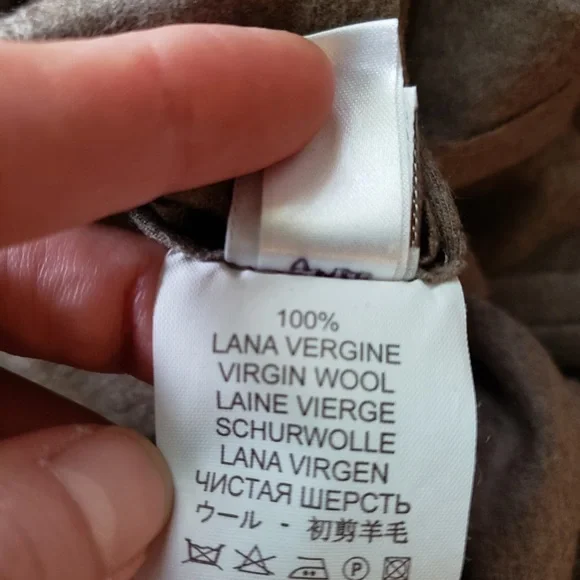 100%
LANA VERGINE
VIRGIN WOOL
LAINE VIERGE
SCHURWOLLE
LANA VIRGEN
ЧИСТАЯ ШЕРСТЬ
ウール - 初剪羊毛
P